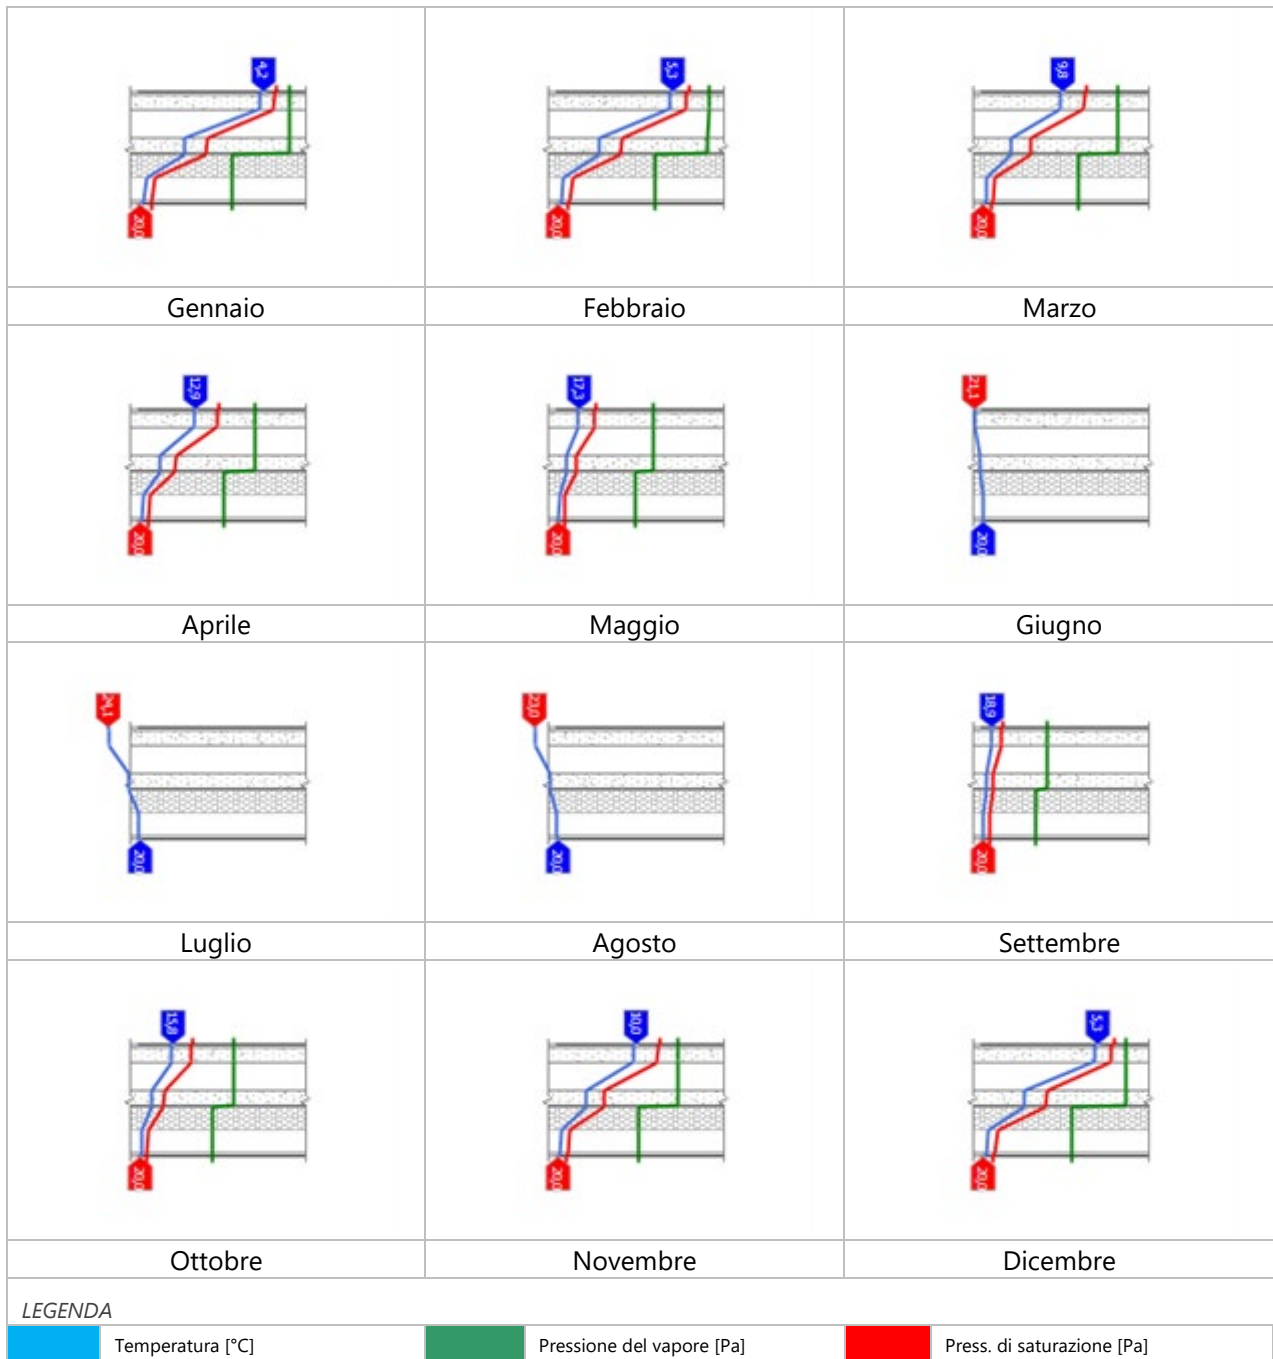 4,2
5,3
9,8
20,0
20,0
20,0
Gennaio
Febbraio
Marzo
12,9
17,3
21,1
20,0
20,0
20,0
Aprile
Maggio
Giugno
24,1
23,0
18,9
20,0
20,0
20,0
Luglio
Agosto
Settembre
15,8
10,0
5,3
20,0
20,0
20,0
Ottobre
Novembre
Dicembre
LEGENDA
Temperatura [°C]
Pressione del vapore [Pa]
Press. di saturazione [Pa]